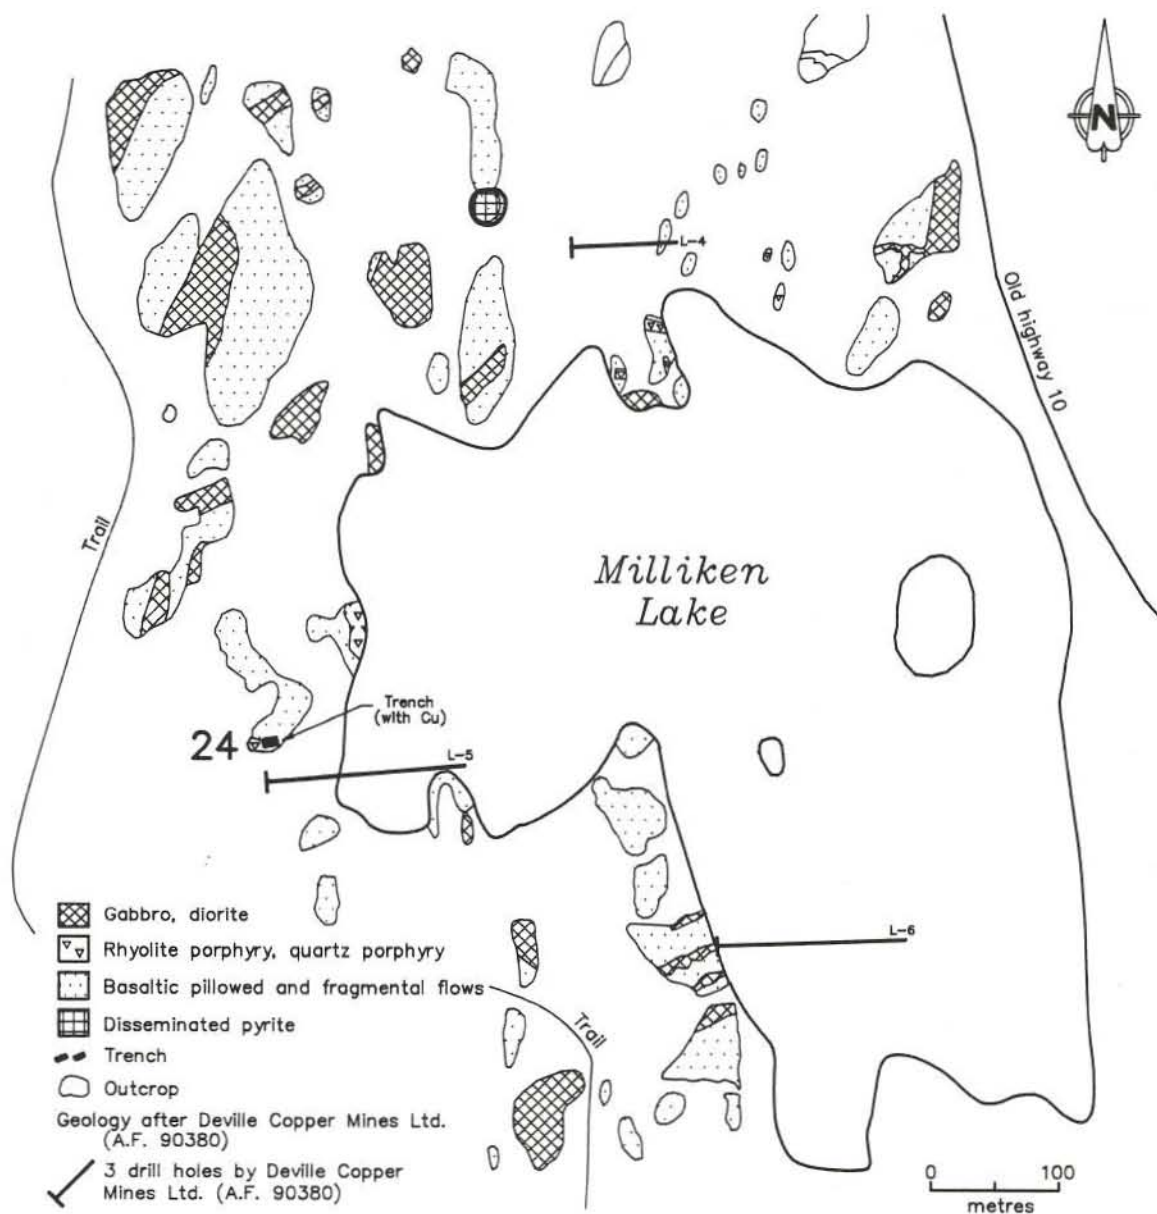 N
L-4
Old highway 10
Milliken
Lake
Trail
Trench
(with Cu)
24
L-5
L-6
Gabbro, diorite
Rhyolite porphyry, quartz porphyry
Basaltic pillowed and fragmental flows
Disseminated pyrite
Trench
Outcrop
Geology after Deville Copper Mines Ltd.
(A.F. 90380)
3 drill holes by Deville Copper
Mines Ltd. (A.F. 90380)
Trail
0 100
metres